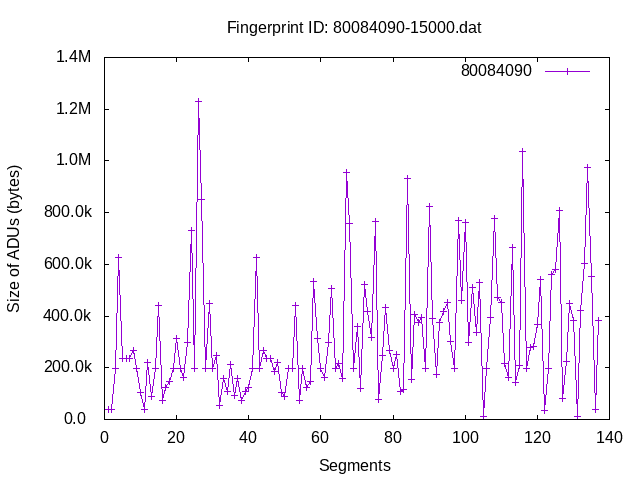 Fingerprint ID: 80084090-15000.dat
1.4M
80084090
1.2M
1.0M
800.0k
600.0k
400.0k
200.0k
0.0
Size of ADUs (bytes)
0 20 40 60 80 100 120 140
Segments